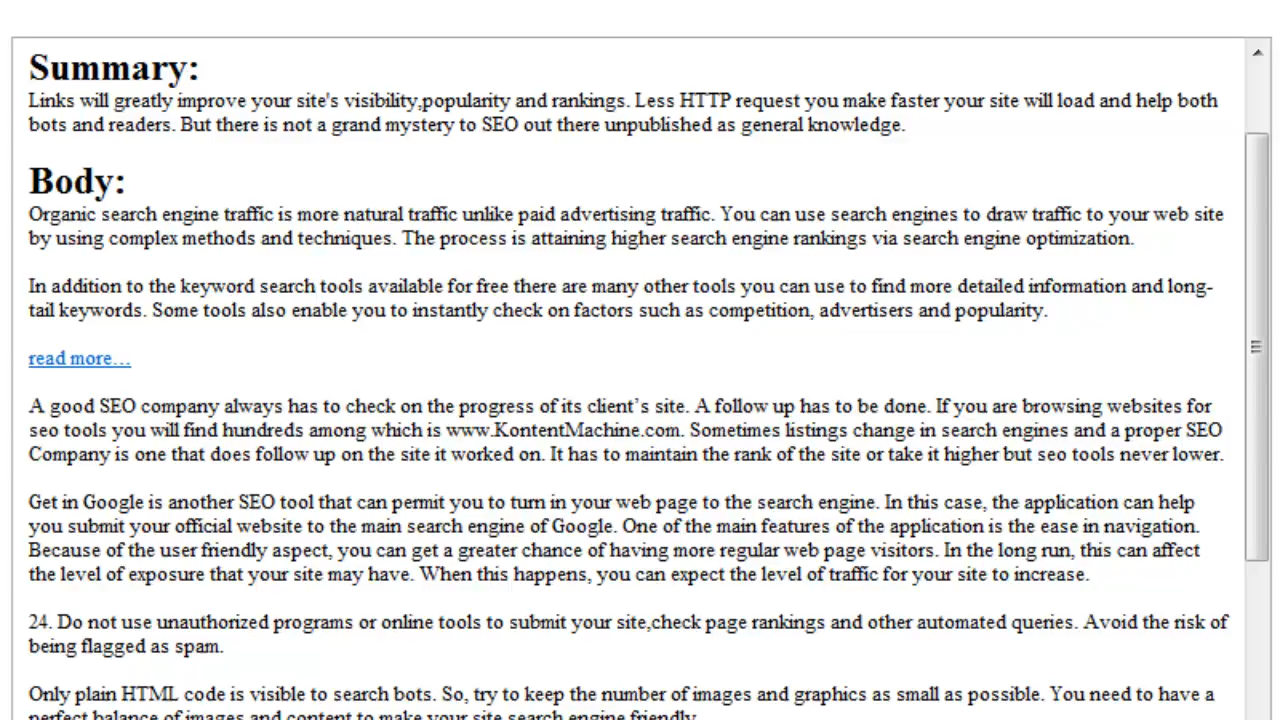 Summary:
Links will greatly improve your site's visibility,popularity and rankings. Less HTTP request you make faster your site will load and help both
bots and readers. But there is not a grand mystery to SEO out there unpublished as general knowledge.
Body:
Organic search engine traffic is more natural traffic unlike paid advertising traffic. You can use search engines to draw traffic to your web site
by using complex methods and techniques. The process is attaining higher search engine rankings via search engine optimization.
In addition to the keyword search tools available for free there are many other tools you can use to find more detailed information and long-
tail keywords. Some tools also enable you to instantly check on factors such as competition, advertisers and popularity.
read more...
A good SEO company always has to check on the progress of its client’s site. A follow up has to be done. If you are browsing websites for
seo tools you will find hundreds among which is www.KontentMachine.com. Sometimes listings change in search engines and a proper SEO
Company is one that does follow up on the site it worked on. It has to maintain the rank of the site or take it higher but seo tools never lower.
Get in Google is another SEO tool that can permit you to turn in your web page to the search engine. In this case, the application can help
you submit your official website to the main search engine of Google. One of the main features of the application is the ease in navigation.
Because of the user friendly aspect, you can get a greater chance of having more regular web page visitors. In the long run, this can affect
the level of exposure that your site may have. When this happens, you can expect the level of traffic for your site to increase.
24. Do not use unauthorized programs or online tools to submit your site,check page rankings and other automated queries. Avoid the risk of
being flagged as spam.
Only plain HTML code is visible to search bots. So, try to keep the number of images and graphics as small as possible. You need to have a
perfect balance of images and content to make your site search engine friendly.